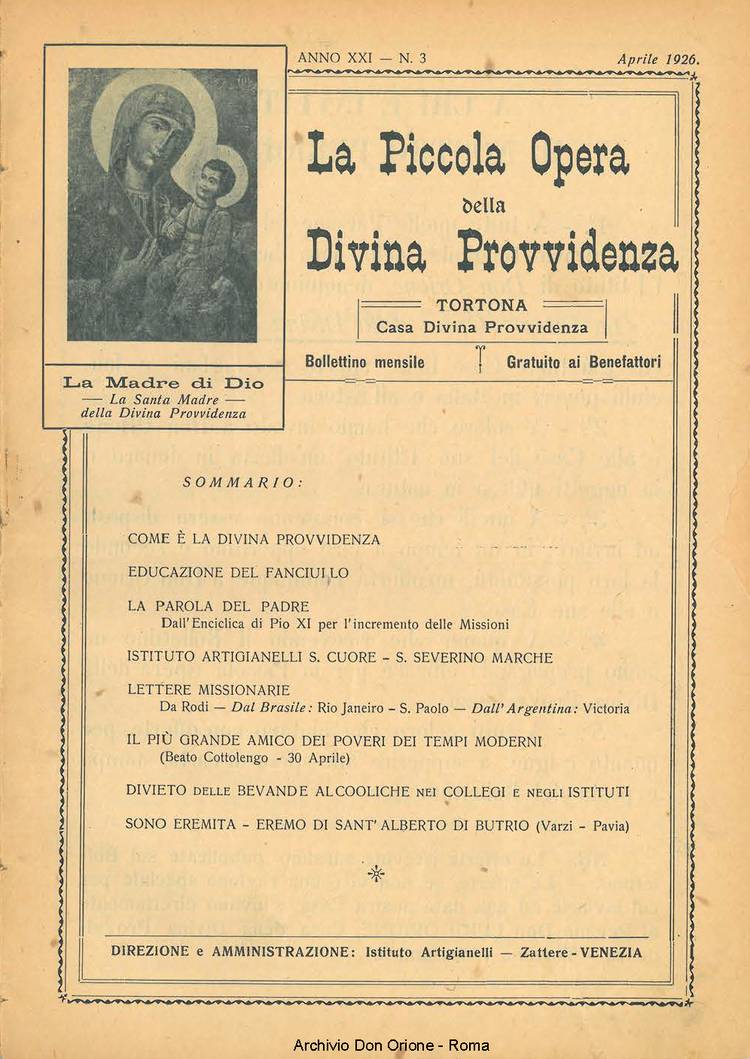 ANNO XXI — N. 3
Aprile 1926.
La Piccola Opera
della
Divina Provvidenza
TORTONA
Casa Divina Provvidenza
Bollettino mensile
Gratuito ai Benefattori
La Madre di Dio
— La Santa Madre —
della Divina Provvidenza
SOMMARIO:
COME È LA DIVINA PROVVIDENZA
EDUCAZIONE DEL FANCIULLO
LA PAROLA DEL PADRE
Dall'Enciclica di Pio XI per l'incremento delle Missioni
ISTITUTO ARTIGIANELLI S. CUORE – S. SEVERINO MARCHE
LETTERE MISSIONARIE
Da Rodi — Dal Brasile: Rio Janeiro – S. Paolo — Dall'Argentina: Victoria
IL PIÙ GRANDE AMICO DEI POVERI DEI TEMPI MODERNI
(Beato Cottolengo - 30 Aprile)
DIVIETO DELLE BEVANDE ALCOOLICHE NEI COLLEGI E NEGLI ISTITUTI
SONO EREMITA – EREMO DI SANT'ALBERTO DI BUTRIO (Varzi – Pavia)
DIREZIONE e AMMINISTRAZIONE: Istituto Artigianelli — Zattere - VENEZIA
Archivio Don Orione - Roma